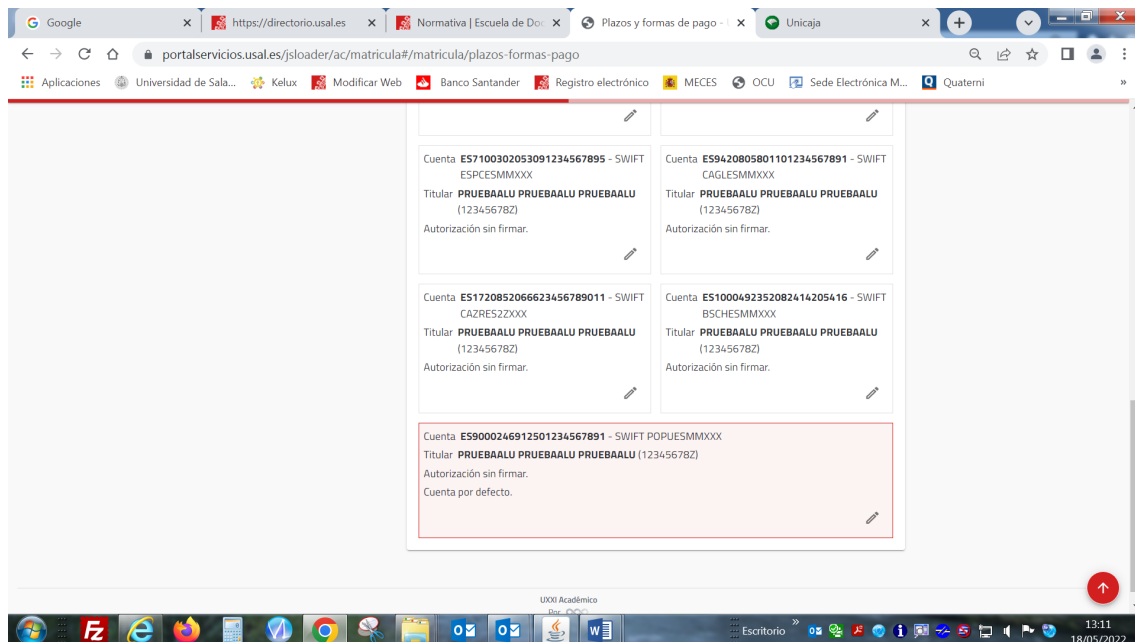 Google
https://directorio.usal.es
Normativa | Escuela de Doc
Plazos y formas de pago -
Unicaja
portalservicios.usal.es/jsloader/ac/matricula#/matricula/plazos-formas-pago
Aplicaciones
Universidad de Sala...
Kelux
Modificar Web
Banco Santander
Registro electrónico
MECES
OCU
Sede Electrónica M...
Quaterni
»
Cuenta ES7100302053091234567895 - SWIFT
ESPCESMMXXX
Titular PRUEBAALU PRUEBAALU PRUEBAALU
(12345678Z)
Autorización sin firmar.
Cuenta ES9420805801101234567891 - SWIFT
CAGLESMMXXX
Titular PRUEBAALU PRUEBAALU PRUEBAALU
(12345678Z)
Autorización sin firmar.
Cuenta ES1720852066623456789011 - SWIFT
CAZRES2ZXXX
Titular PRUEBAALU PRUEBAALU PRUEBAALU
(12345678Z)
Autorización sin firmar.
Cuenta ES1000492352082414205416 - SWIFT
BSCHESMMXXX
Titular PRUEBAALU PRUEBAALU PRUEBAALU
(12345678Z)
Autorización sin firmar.
Cuenta ES9000246912501234567891 - SWIFT POPUESMMXXX
Titular PRUEBAALU PRUEBAALU PRUEBAALU (12345678Z)
Autorización sin firmar.
Cuenta por defecto.
UXXI Académico
Por
Escritorio »
13:11
18/05/2022